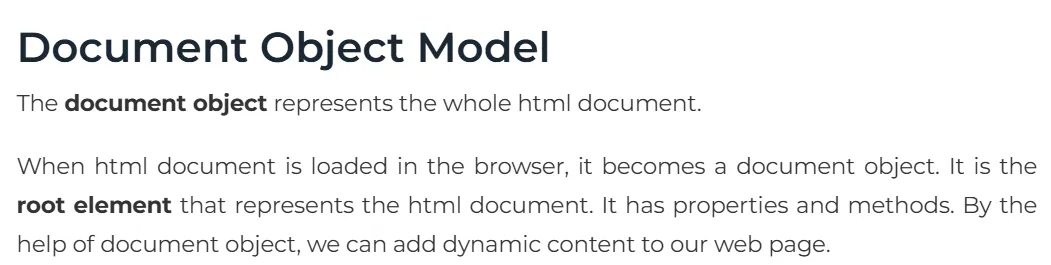 Document Object Model
The document object represents the whole html document.
When html document is loaded in the browser, it becomes a document object. It is the
root element that represents the html document. It has properties and methods. By the
help of document object, we can add dynamic content to our web page.